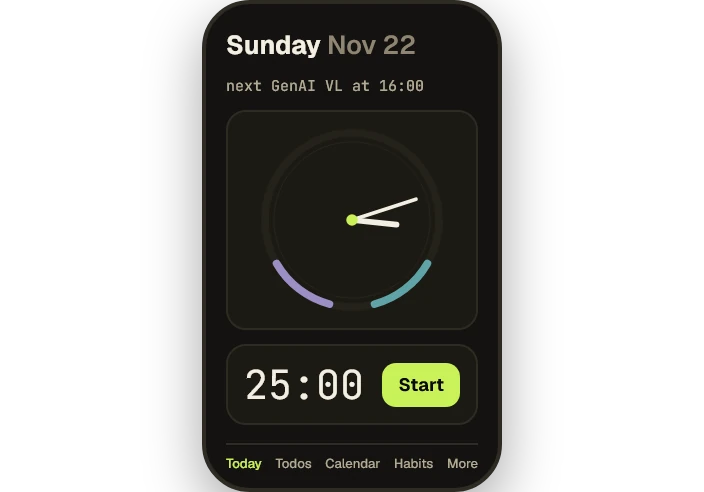 Sunday Nov 22
next GenAI VL at 16:00
25:00 Start
Today Todos Calendar Habits More